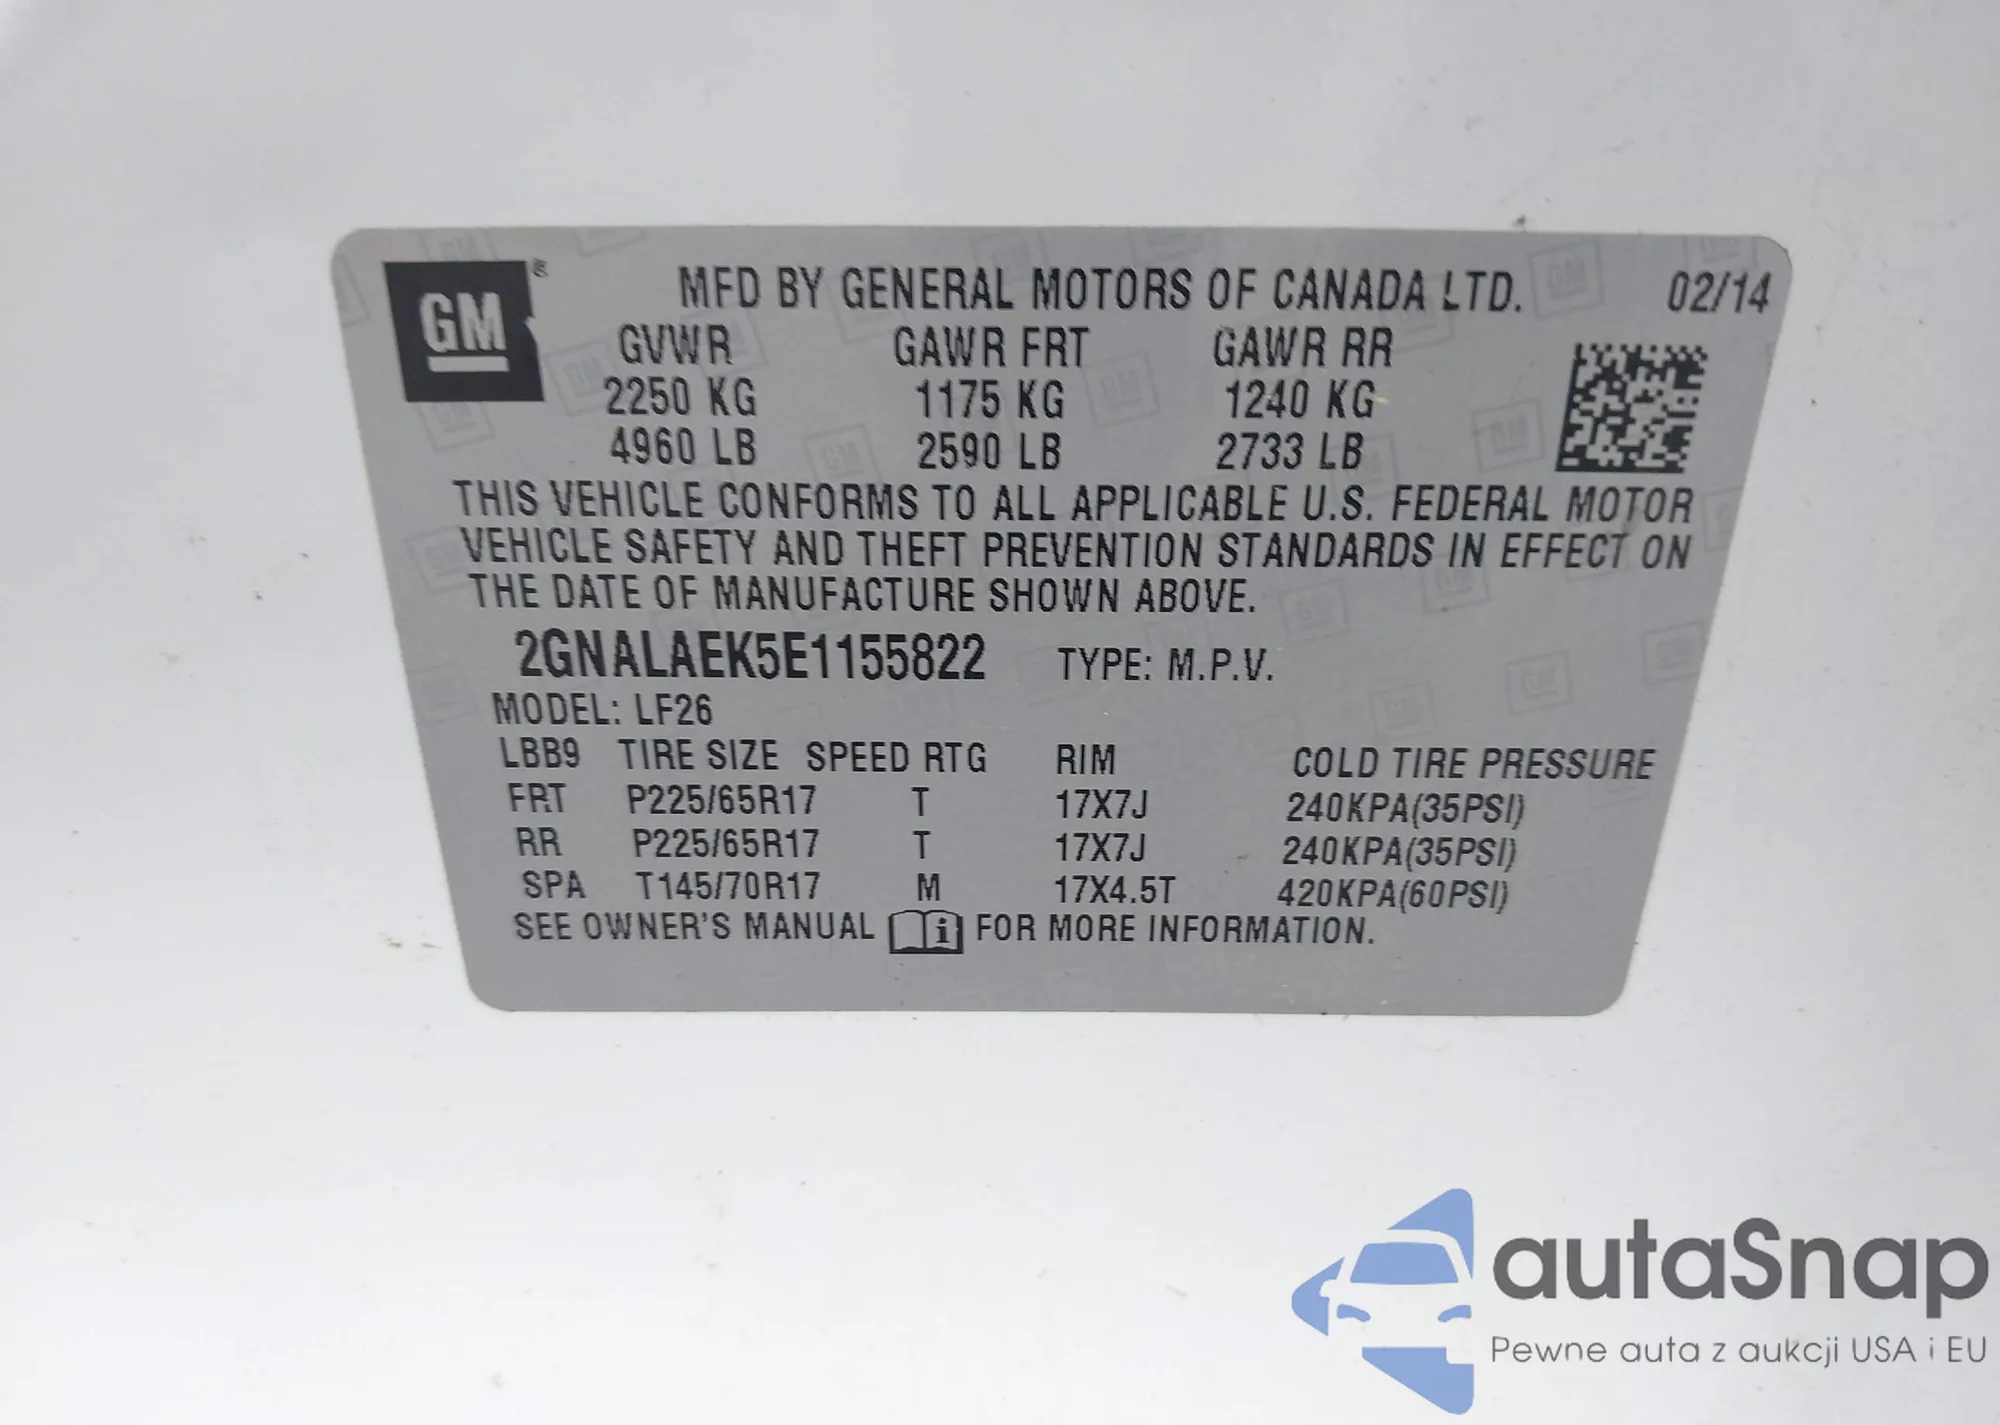 GM ®
MFD BY GENERAL MOTORS OF CANADA LTD. 02/14
GVWR GAWR FRT GAWR RR
2250 KG 1175 KG 1240 KG
4960 LB 2590 LB 2733 LB
THIS VEHICLE CONFORMS TO ALL APPLICABLE U.S. FEDERAL MOTOR
VEHICLE SAFETY AND THEFT PREVENTION STANDARDS IN EFFECT ON
THE DATE OF MANUFACTURE SHOWN ABOVE.
2GNALAEK5E1155822 TYPE: M.P.V.
MODEL: LF26
LBB9 TIRE SIZE SPEED RTG RIM COLD TIRE PRESSURE
FRT P225/65R17 T 17X7J 240KPA(35PSI)
RR P225/65R17 T 17X7J 240KPA(35PSI)
SPA T145/70R17 M 17X4.5T 420KPA(60PSI)
SEE OWNER'S MANUAL i FOR MORE INFORMATION.
autaSnap
Pewne auta z aukcji USA i EU